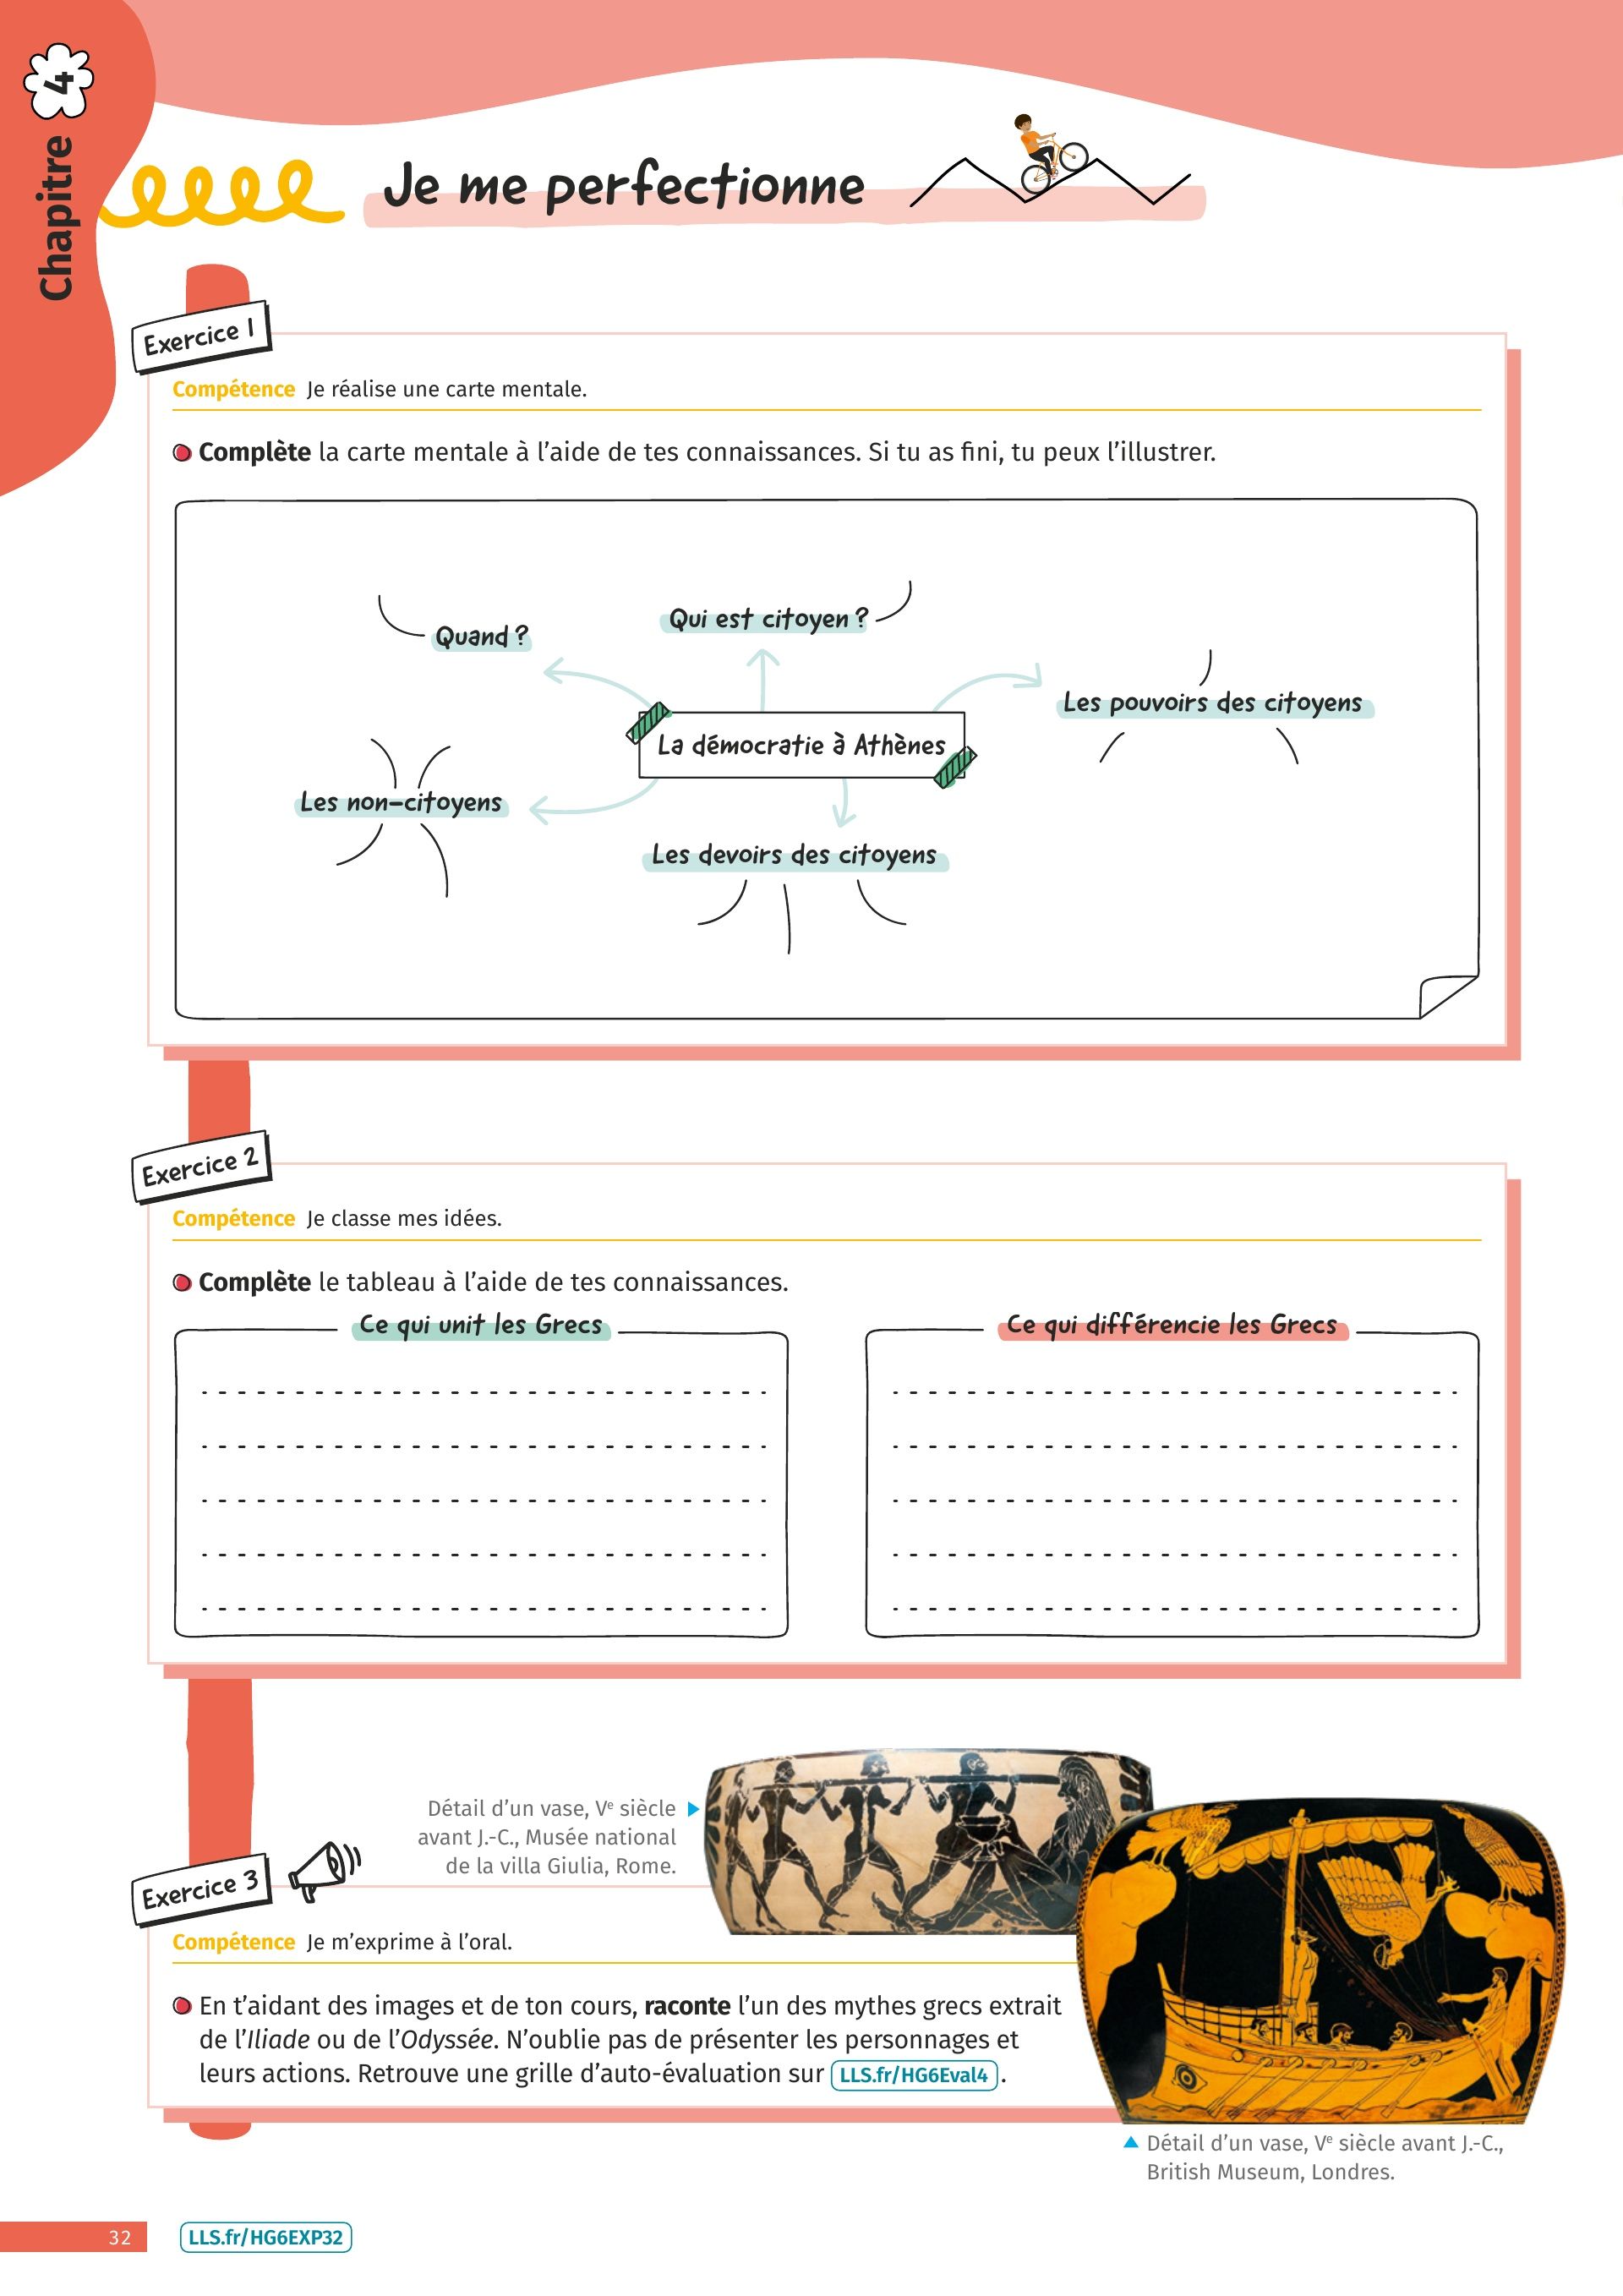 Chapitre 4
Je me perfectionne
Exercice 1
Compétence Je réalise une carte mentale.
Complète la carte mentale à l'aide de tes connaissances. Si tu as fini, tu peux l'illustrer.
Quand ?
Qui est citoyen ?
Les pouvoirs des citoyens
La démocratie à Athènes
Les non-citoyens
Les devoirs des citoyens
Exercice 2
Compétence Je classe mes idées.
Complète le tableau à l'aide de tes connaissances.
Ce qui unit les Grecs
Ce qui différencie les Grecs
Détail d'un vase, Ve siècle
avant J.-C., Musée national
de la villa Giulia, Rome.
Exercice 3
Compétence Je m'exprime à l'oral.
En t'aidant des images et de ton cours, raconte l'un des mythes grecs extrait
de l'Iliade ou de l'Odyssée. N'oublie pas de présenter les personnages et
leurs actions. Retrouve une grille d'auto-évaluation sur LLS.fr/HG6Eval4 .
Détail d'un vase, Ve siècle avant J.-C.,
British Museum, Londres.
32
LLS.fr/HG6EXP32